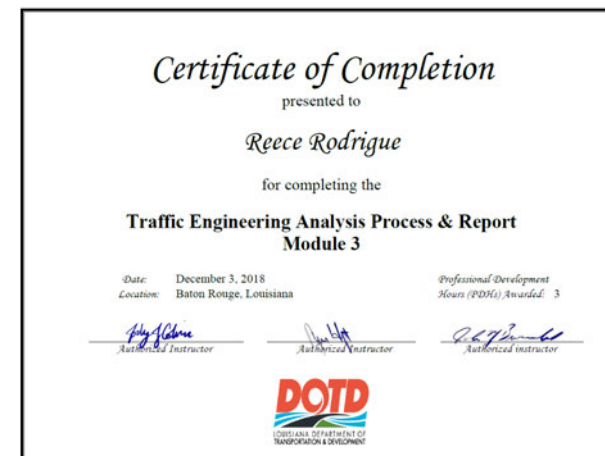 Certificate of Completion
presented to
Reece Rodrigue
for completing the
Traffic Engineering Analysis Process & Report
Module 3
Date: December 3, 2018
Location: Baton Rouge, Louisiana
Professional Development
Hours (PDHs) Awarded: 3
Authorized Instructor
Authorized Instructor
Authorized instructor
DOTD
LOUISIANA DEPARTMENT OF
TRANSPORTATION & DEVELOPMENT